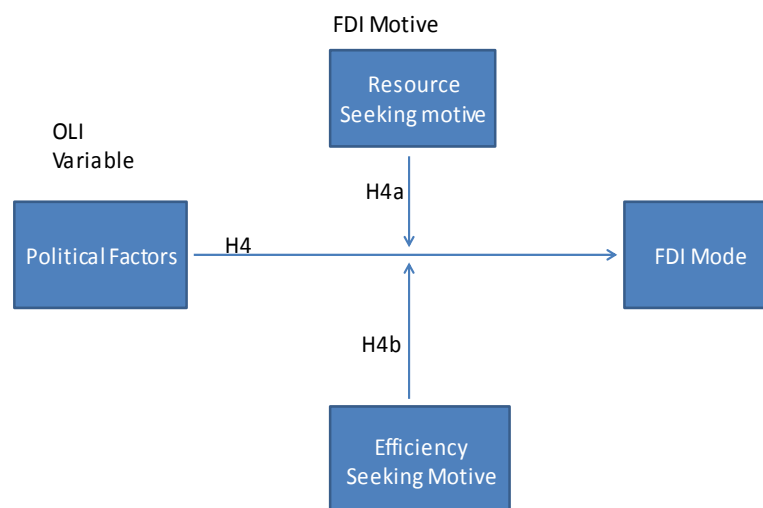 FDI Motive
Resource
Seeking motive
OLI
Variable
H4a
Political Factors
H4
FDI Mode
H4b
Efficiency
Seeking Motive